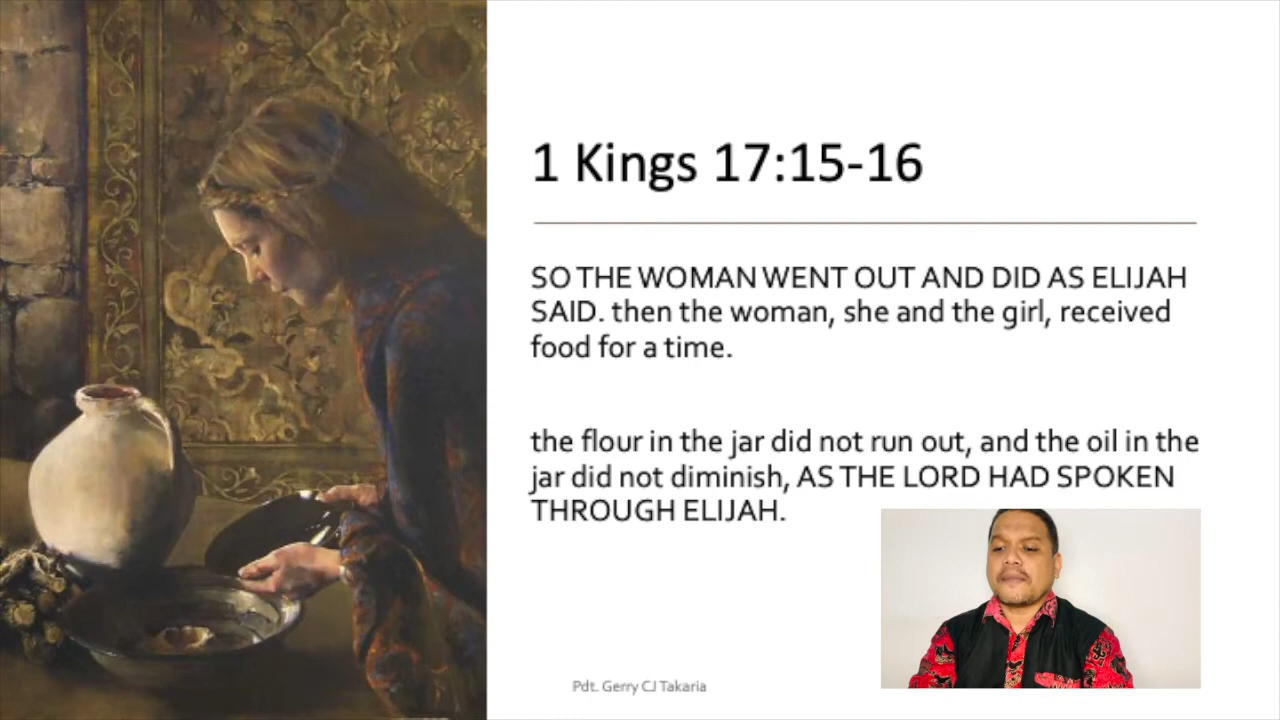 1 Kings 17:15-16
SO THE WOMAN WENT OUT AND DID AS ELIJAH
SAID. then the woman, she and the girl, received
food for a time.
the flour in the jar did not run out, and the oil in the
jar did not diminish, AS THE LORD HAD SPOKEN
THROUGH ELIJAH.
Pdt. Gerry CJ Takaria